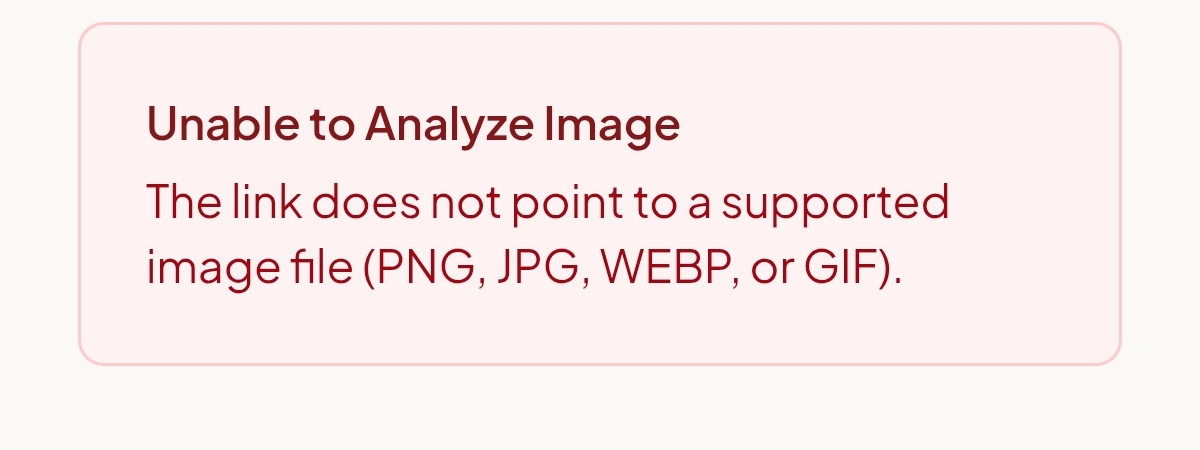 Unable to Analyze Image
The link does not point to a supported
image file (PNG, JPG, WEBP, or GIF).